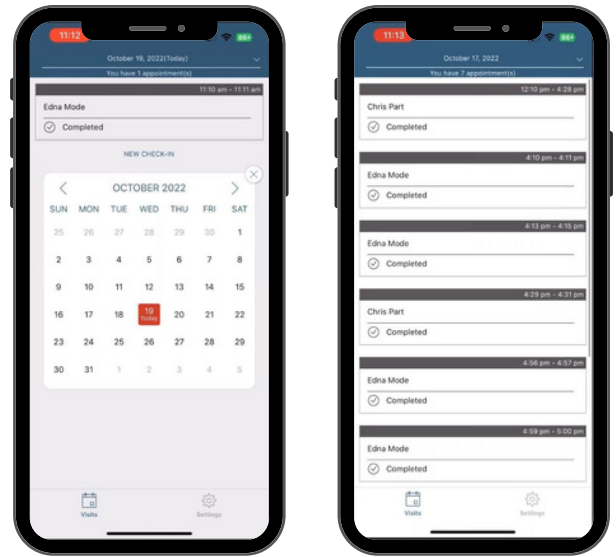 11:12
86+
October 19, 2022(Today)
You have 1 appointment(s)
11:10 am - 11:11 am
Edna Mode
Completed
NEW CHECK-IN
OCTOBER 2022
SUN MON TUE WED THU FRI SAT
25 26 27 28 29 30 1
2 3 4 5 6 7 8
9 10 11 12 13 14 15
16 17 18 19 20 21 22
Today
23 24 25 26 27 28 29
30 31 1 2 3 4 5
Visits Settings
11:13
86+
October 17, 2022
You have 7 appointment(s)
12:10 pm - 4:28 pm
Chris Part
Completed
4:10 pm - 4:11 pm
Edna Mode
Completed
4:13 pm - 4:15 pm
Edna Mode
Completed
4:29 pm - 4:31 pm
Chris Part
Completed
4:56 pm - 4:57 pm
Edna Mode
Completed
4:59 pm - 5:00 pm
Edna Mode
Completed
Visits Settings